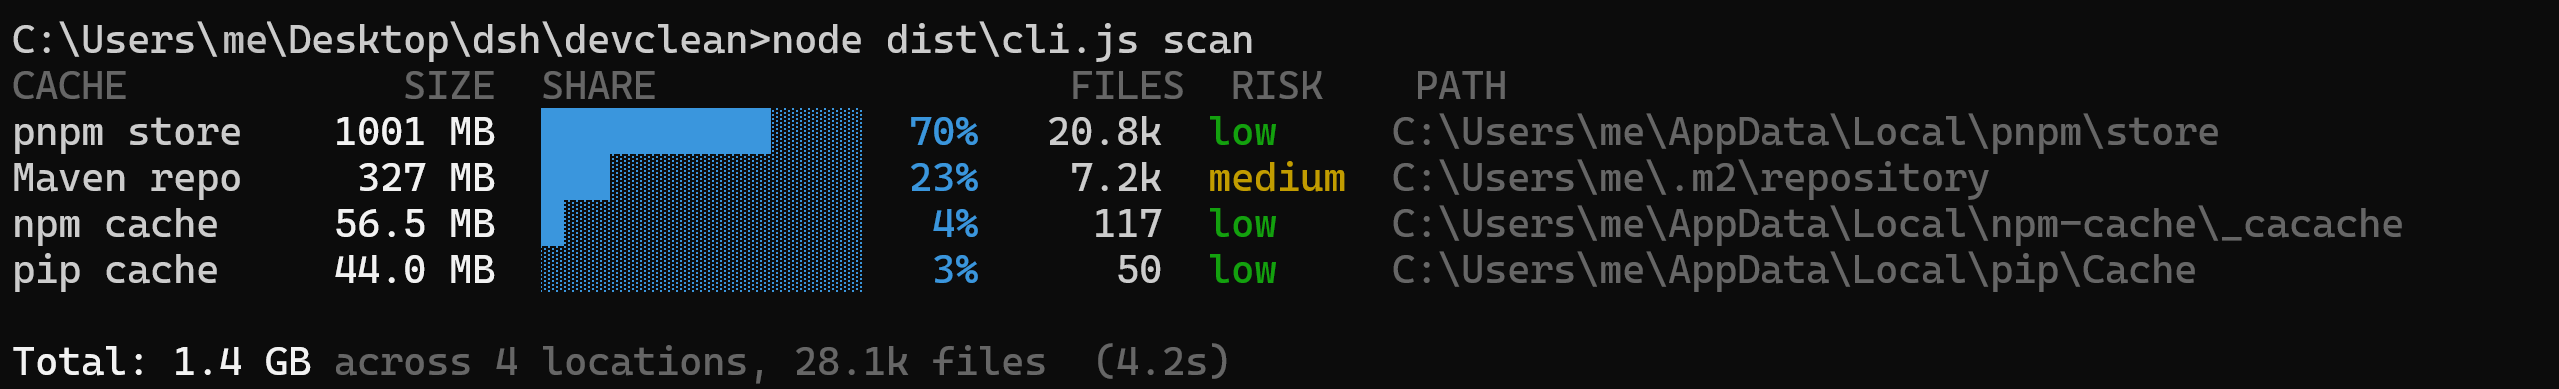 C:\Users\me\Desktop\dsh\devclean>node dist\cli.js scan
CACHE SIZE SHARE FILES RISK PATH
pnpm store 1001 MB 70% 20.8k low C:\Users\me\AppData\Local\pnpm\store
Maven repo 327 MB 23% 7.2k medium C:\Users\me\.m2\repository
npm cache 56.5 MB 4% 117 low C:\Users\me\AppData\Local\npm-cache\_cacache
pip cache 44.0 MB 3% 50 low C:\Users\me\AppData\Local\pip\Cache
Total: 1.4 GB across 4 locations, 28.1k files (4.2s)